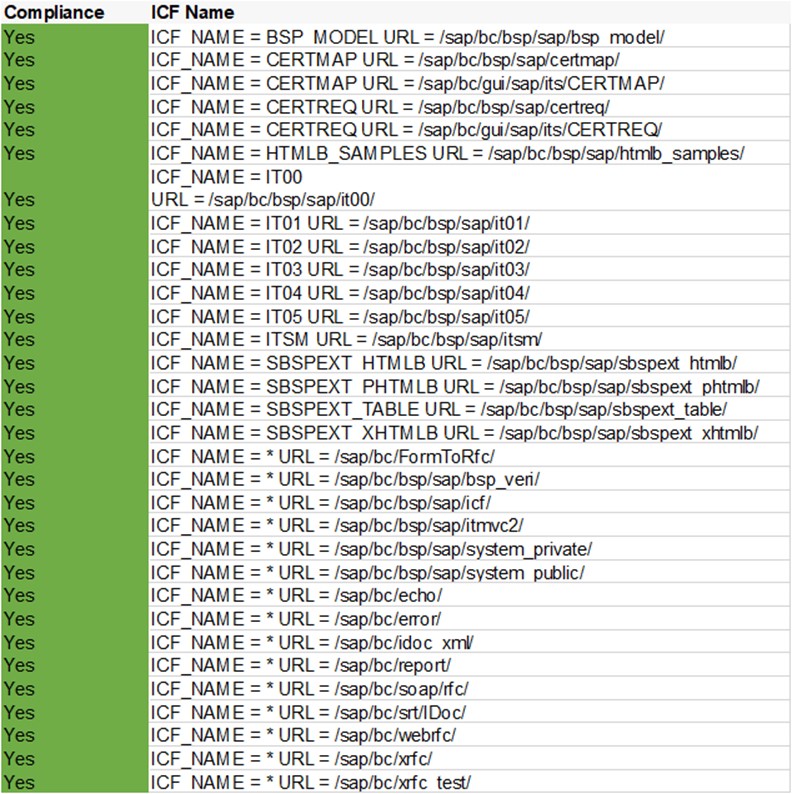 Compliance ICF Name
Yes ICF_NAME = BSP_MODEL URL = /sap/bc/bsp/sap/bsp_model/
Yes ICF_NAME = CERTMAP URL = /sap/bc/bsp/sap/certmap/
Yes ICF_NAME = CERTMAP URL = /sap/bc/gui/sap/its/CERTMAP/
Yes ICF_NAME = CERTREQ URL = /sap/bc/bsp/sap/certreq/
Yes ICF_NAME = CERTREQ URL = /sap/bc/gui/sap/its/CERTREQ/
Yes ICF_NAME = HTMLB_SAMPLES URL = /sap/bc/bsp/sap/htmlb_samples/
ICF_NAME = IT00
Yes URL = /sap/bc/bsp/sap/it00/
Yes ICF_NAME = IT01 URL = /sap/bc/bsp/sap/it01/
Yes ICF_NAME = IT02 URL = /sap/bc/bsp/sap/it02/
Yes ICF_NAME = IT03 URL = /sap/bc/bsp/sap/it03/
Yes ICF_NAME = IT04 URL = /sap/bc/bsp/sap/it04/
Yes ICF_NAME = IT05 URL = /sap/bc/bsp/sap/it05/
Yes ICF_NAME = ITSM URL = /sap/bc/bsp/sap/itsm/
Yes ICF_NAME = SBSPEXT_HTMLB URL = /sap/bc/bsp/sap/sbspext_htmlb/
Yes ICF_NAME = SBSPEXT_PHTMLB URL = /sap/bc/bsp/sap/sbspext_phtmlb/
Yes ICF_NAME = SBSPEXT_TABLE URL = /sap/bc/bsp/sap/sbspext_table/
Yes ICF_NAME = SBSPEXT_XHTMLB URL = /sap/bc/bsp/sap/sbspext_xhtmlb/
Yes ICF_NAME = * URL = /sap/bc/FormToRfc/
Yes ICF_NAME = * URL = /sap/bc/bsp/sap/bsp_veri/
Yes ICF_NAME = * URL = /sap/bc/bsp/sap/icf/
Yes ICF_NAME = * URL = /sap/bc/bsp/sap/itmvc2/
Yes ICF_NAME = * URL = /sap/bc/bsp/sap/system_private/
Yes ICF_NAME = * URL = /sap/bc/bsp/sap/system_public/
Yes ICF_NAME = * URL = /sap/bc/echo/
Yes ICF_NAME = * URL = /sap/bc/error/
Yes ICF_NAME = * URL = /sap/bc/idoc_xml/
Yes ICF_NAME = * URL = /sap/bc/report/
Yes ICF_NAME = * URL = /sap/bc/soap/rfc/
Yes ICF_NAME = * URL = /sap/bc/srt/IDoc/
Yes ICF_NAME = * URL = /sap/bc/webrfc/
Yes ICF_NAME = * URL = /sap/bc/xrfc/
Yes ICF_NAME = * URL = /sap/bc/xrfc_test/